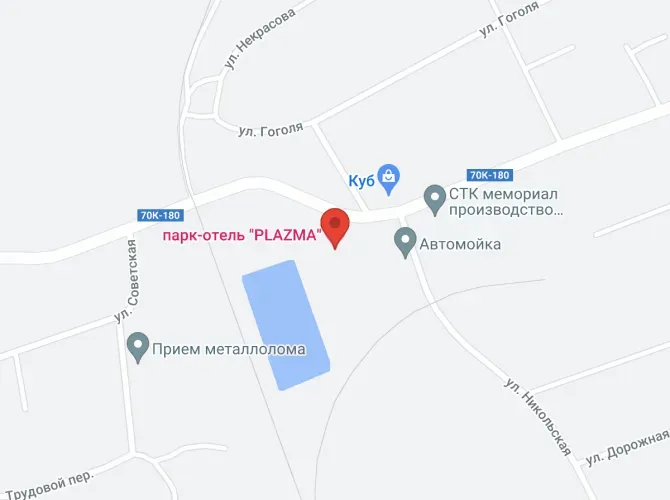 ул. Некрасова
ул. Гоголя
ул. Гоголя
70К-180
Куб
СТК мемориал
производство...
70К-180
парк-отель "PLAZMA"
Автомойка
ул. Советская
Прием металлолома
ул. Никольская
ул. Дорожная
Трудовой пер.